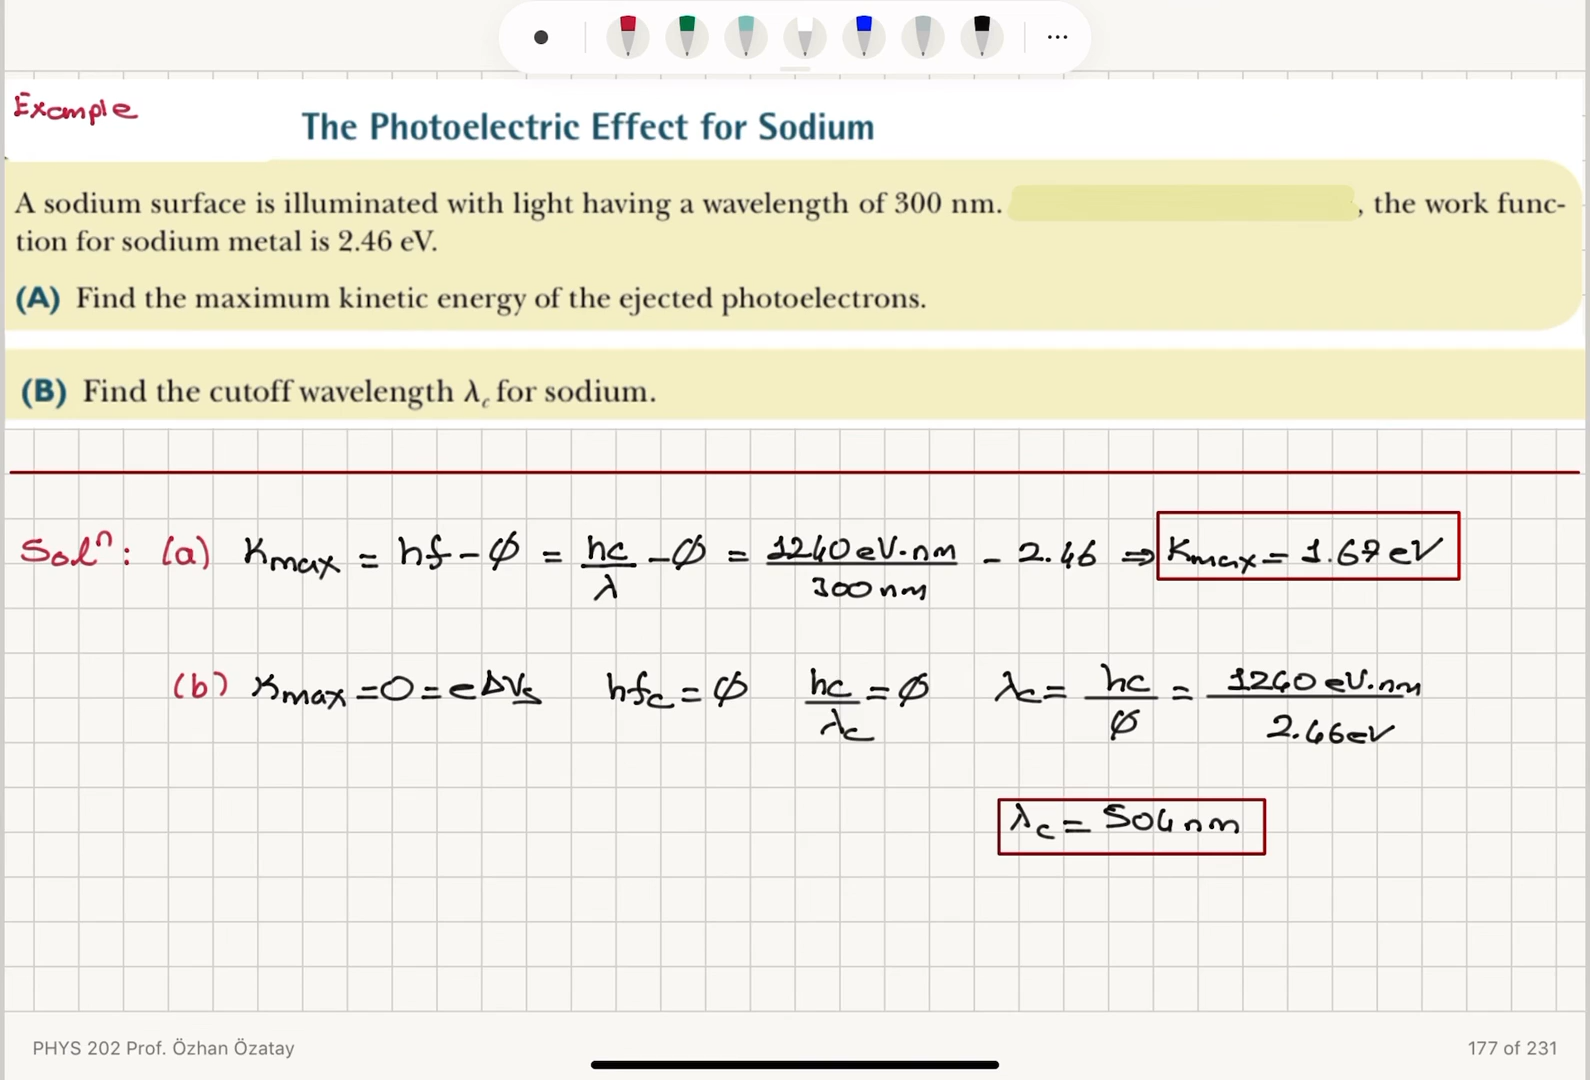 Example
The Photoelectric Effect for Sodium
A sodium surface is illuminated with light having a wavelength of 300 nm. , the work func-
tion for sodium metal is 2.46 eV.
(A) Find the maximum kinetic energy of the ejected photoelectrons.
(B) Find the cutoff wavelength λc for sodium.
Solⁿ: (a) Kmax = hf - ϕ = hc/λ - ϕ = 1240 eV.nm/300 nm - 2.46 ⇒ Kmax = 1.67 eV
(b) Kmax = 0 = eΔVs hfc = ϕ hc/λc = ϕ λc = hc/ϕ = 1240 eV.nm/2.46 eV
λc = 504 nm
PHYS 202 Prof. Özhan Özatay
177 of 231